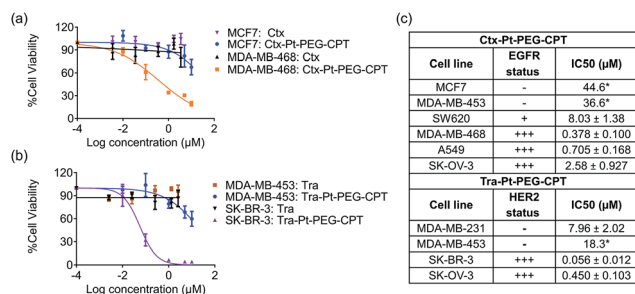 (a)
120
90
60
30
0
%Cell Viability
-4
-2
0
2
Log concentration (μM)
MCF7: Ctx
MCF7: Ctx-Pt-PEG-CPT
MDA-MB-468: Ctx
MDA-MB-468: Ctx-Pt-PEG-CPT
(b)
120
90
60
30
0
%Cell Viability
-4
-2
0
2
Log concentration (μM)
MDA-MB-453: Tra
MDA-MB-453: Tra-Pt-PEG-CPT
SK-BR-3: Tra
SK-BR-3: Tra-Pt-PEG-CPT
(c)
Ctx-Pt-PEG-CPT
Cell line EGFR status IC50 (μM)
MCF7 - 44.6*
MDA-MB-453 - 36.6*
SW620 + 8.03 ± 1.38
MDA-MB-468 +++ 0.378 ± 0.100
A549 +++ 0.705 ± 0.168
SK-OV-3 +++ 2.58 ± 0.927
Tra-Pt-PEG-CPT
Cell line HER2 status IC50 (μM)
MDA-MB-231 - 7.96 ± 2.02
MDA-MB-453 - 18.3*
SK-BR-3 +++ 0.056 ± 0.012
SK-OV-3 +++ 0.450 ± 0.103